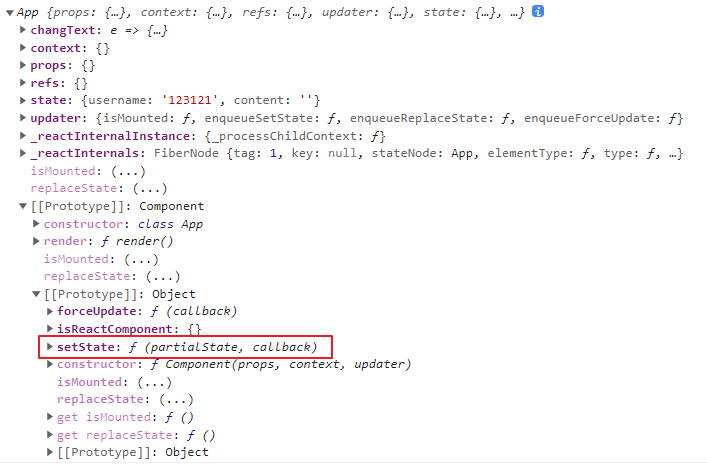 App {props: {…}, context: {…}, refs: {…}, updater: {…}, state: {…}, …} i
changText: e => {…}
context: {}
props: {}
refs: {}
state: {username: '123121', content: ''}
updater: {isMounted: ƒ, enqueueSetState: ƒ, enqueueReplaceState: ƒ, enqueueForceUpdate: ƒ}
_reactInternalInstance: {_processChildContext: ƒ}
_reactInternals: FiberNode {tag: 1, key: null, stateNode: App, elementType: ƒ, type: ƒ, …}
isMounted: (...)
replaceState: (...)
[[Prototype]]: Component
constructor: class App
render: ƒ render()
isMounted: (...)
replaceState: (...)
[[Prototype]]: Object
forceUpdate: ƒ (callback)
isReactComponent: {}
setState: ƒ (partialState, callback)
constructor: ƒ Component(props, context, updater)
isMounted: (...)
replaceState: (...)
get isMounted: ƒ ()
get replaceState: ƒ ()
[[Prototype]]: Object